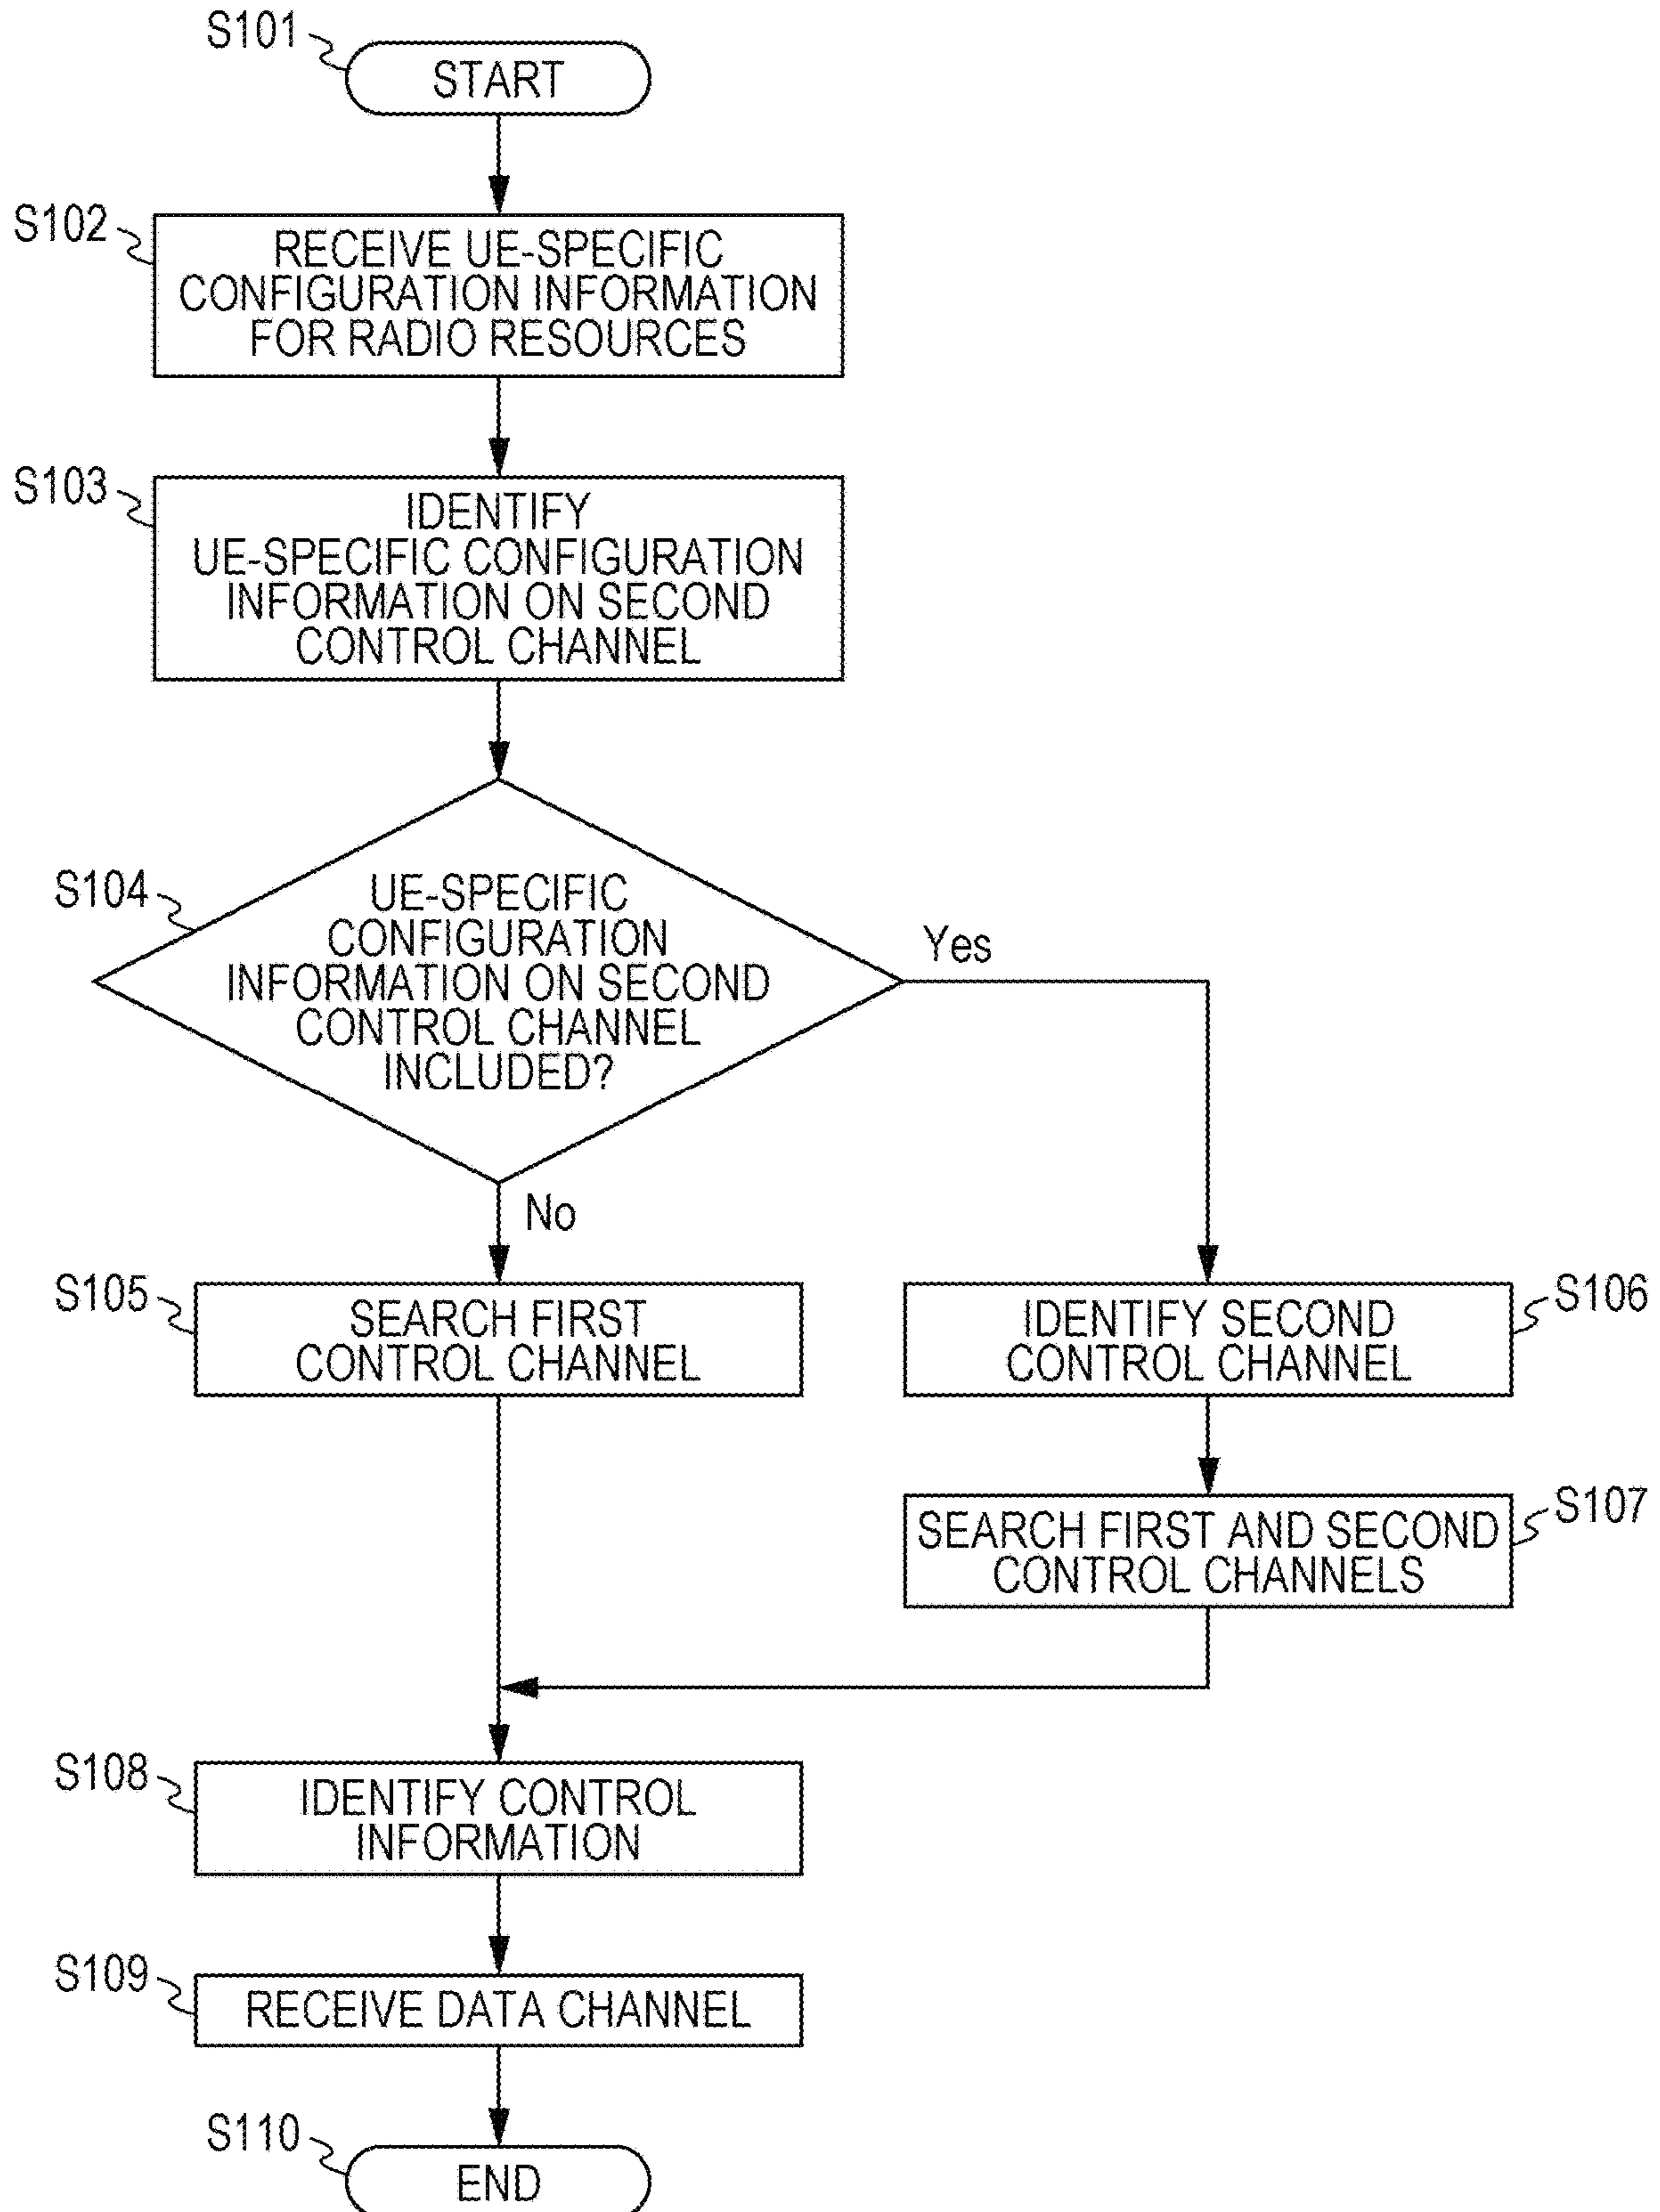 S101
START
S102
RECEIVE UE-SPECIFIC
CONFIGURATION INFORMATION
FOR RADIO RESOURCES
S103
IDENTIFY
UE-SPECIFIC CONFIGURATION
INFORMATION ON SECOND
CONTROL CHANNEL
S104
UE-SPECIFIC
CONFIGURATION
INFORMATION ON SECOND
CONTROL CHANNEL
INCLUDED?
Yes
No
S105
SEARCH FIRST
CONTROL CHANNEL
S106
IDENTIFY SECOND
CONTROL CHANNEL
S107
SEARCH FIRST AND SECOND
CONTROL CHANNELS
S108
IDENTIFY CONTROL
INFORMATION
S109
RECEIVE DATA CHANNEL
S110
END